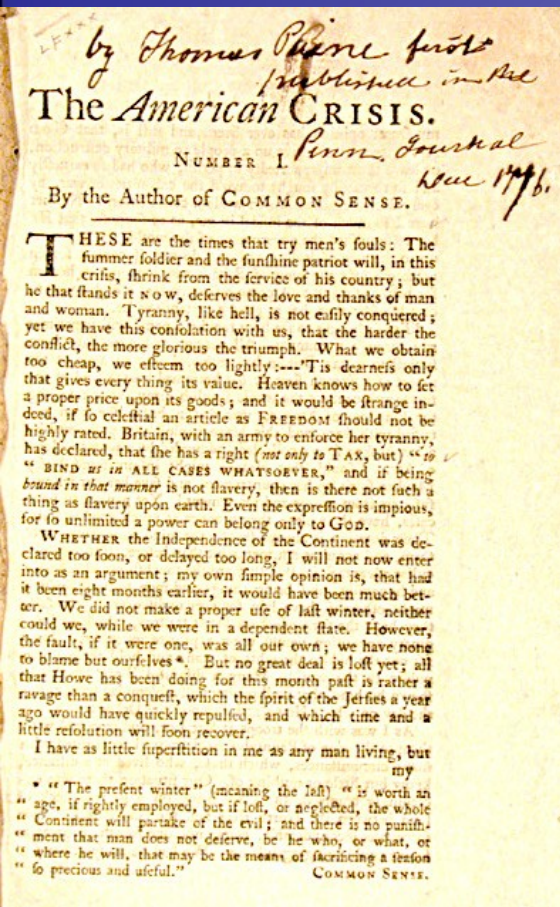 by Thomas Paine first
published in the
The American CRISIS.
Penn. Journal
NUMBER I.
Dec 1776
By the Author of COMMON SENSE.
THESE are the times that try men's ſouls: The
ſummer ſoldier and the ſunſhine patriot will, in this
criſis, ſhrink from the ſervice of his country; but
he that ſtands it NOW, deſerves the love and thanks of man
and woman. Tyranny, like hell, is not eaſily conquered;
yet we have this conſolation with us, that the harder the
conflict, the more glorious the triumph. What we obtain
too cheap, we eſteem too lightly:---'Tis dearneſs only
that gives every thing its value. Heaven knows how to ſet
a proper price upon its goods; and it would be ſtrange in-
deed, if ſo celeſtial an article as FREEDOM ſhould not be
highly rated. Britain, with an army to enforce her tyranny,
has declared, that ſhe has a right (not only to TAX, but) "to
" BIND us in ALL CASES WHATSOEVER," and if being
bound in that manner is not ſlavery, then is there not ſuch a
thing as ſlavery upon earth. Even the expreſſion is impious,
for ſo unlimited a power can belong only to GOD.
WHETHER the Independence of the Continent was de-
clared too ſoon, or delayed too long, I will not now enter
into as an argument; my own ſimple opinion is, that had
it been eight months earlier, it would have been much bet-
ter. We did not make a proper uſe of laſt winter, neither
could we, while we were in a dependent ſtate. However,
the fault, if it were one, was all our own; we have none
to blame but ourſelves*. But no great deal is loſt yet; all
that Howe has been doing for this month paſt is rather a
ravage than a conqueſt, which the ſpirit of the Jerſies a year
ago would have quickly repulſed, and which time and a
little reſolution will ſoon recover.
I have as little ſuperſtition in me as any man living, but
my
* " The preſent winter" (meaning the laſt) " is worth an
" age, if rightly employed, but if loſt, or neglected, the whole
" Continent will partake of the evil; and there is no puniſh-
" ment that man does not deſerve, be he who, or what, or
" where he will, that may be the means of ſacrificing a ſeaſon
" ſo precious and uſeful." COMMON SENSE.